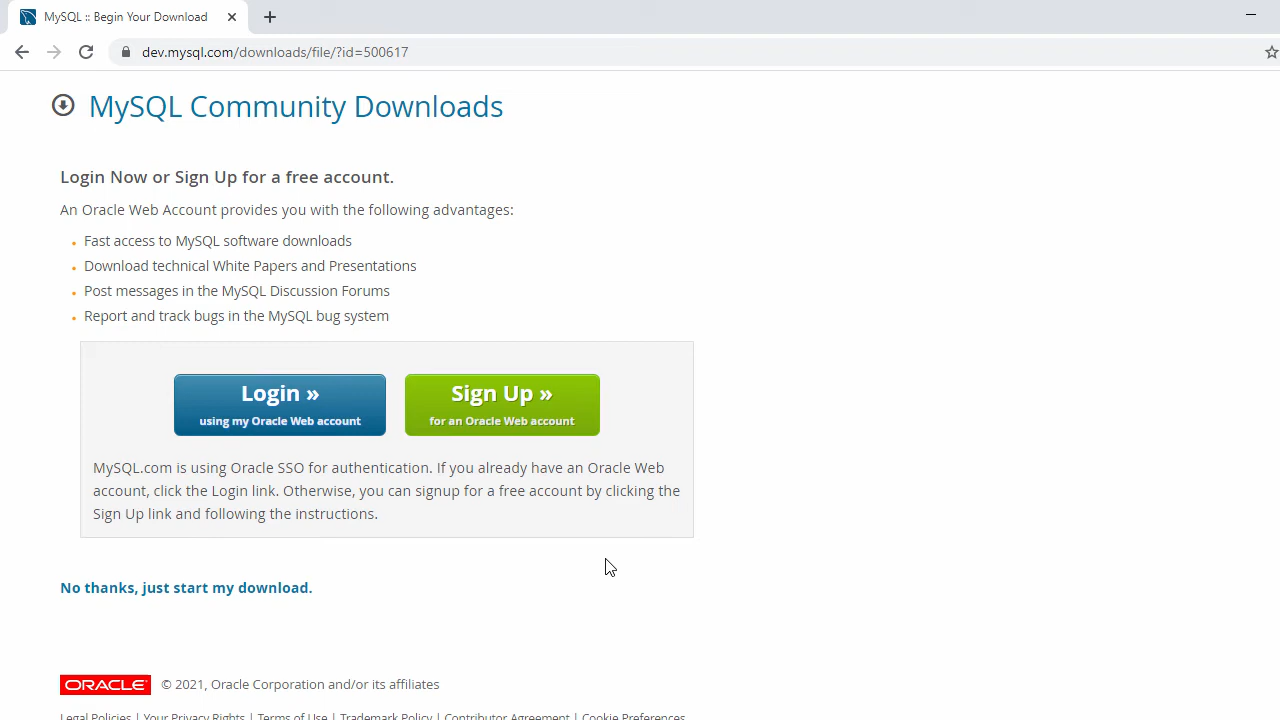 MySQL :: Begin Your Download
dev.mysql.com/downloads/file/?id=500617
MySQL Community Downloads
Login Now or Sign Up for a free account.
An Oracle Web Account provides you with the following advantages:
Fast access to MySQL software downloads
Download technical White Papers and Presentations
Post messages in the MySQL Discussion Forums
Report and track bugs in the MySQL bug system
Login » Sign Up »
using my Oracle Web account for an Oracle Web account
MySQL.com is using Oracle SSO for authentication. If you already have an Oracle Web
account, click the Login link. Otherwise, you can signup for a free account by clicking the
Sign Up link and following the instructions.
No thanks, just start my download.
ORACLE © 2021, Oracle Corporation and/or its affiliates
Legal Policies | Your Privacy Rights | Terms of Use | Trademark Policy | Contributor Agreement | Cookie Preferences